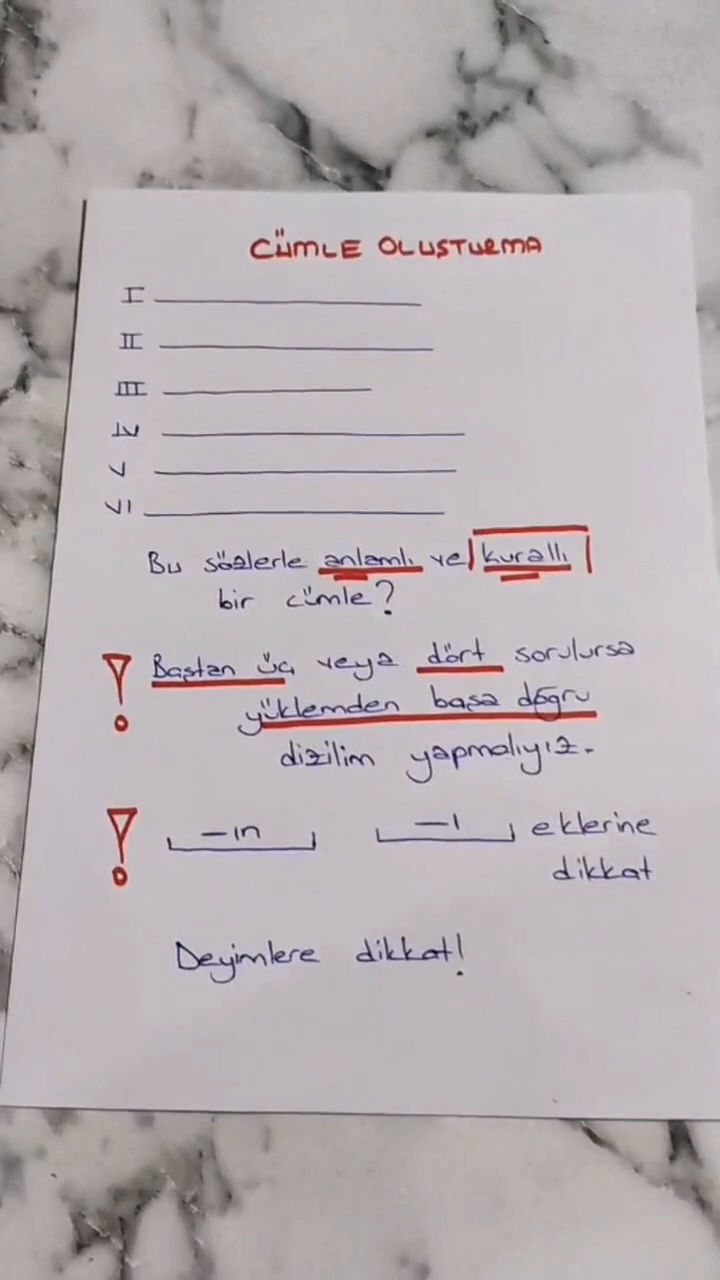 CÜMLE OLUŞTURMA
I
II
III
IV
V
VI
Bu sözlerle anlamlı ve kurallı
bir cümle?
! Baştan üç veya dört sorulursa
yüklemden başa doğru
dizilim yapmalıyız.
! -ın -ı eklerine
dikkat
Deyimlere dikkat!